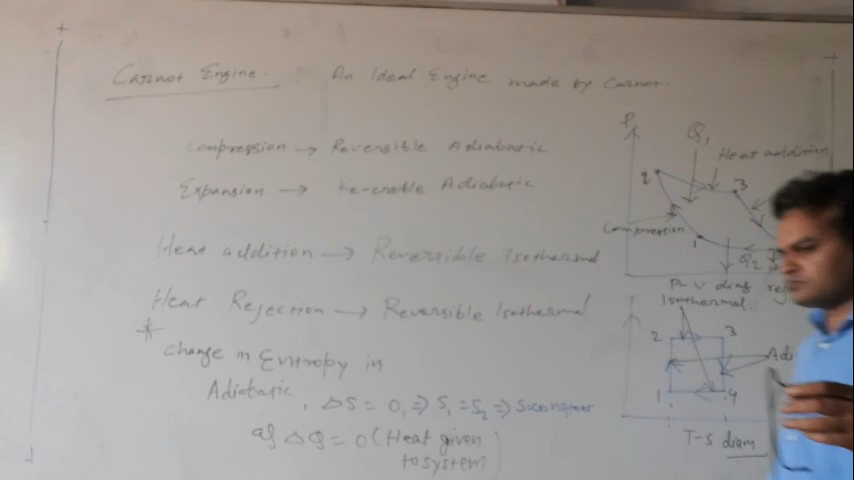 Carnot Engine. An Ideal Engine made by Carnot.
Compression → Reversible Adiabatic
Expansion → Reversible Adiabatic
Heat addition → Reversible Isothermal
Heat Rejection → Reversible Isothermal
* Change in Entropy in
Adiabatic, ΔS = 0, ⇒ S1 = S2 ⇒ S=constant
as ΔQ = 0 (Heat given
to system)
P
Q1
Heat addition
2
3
Compression
1
Q2
P V diag
Isothermal
T
2 3
1 4
T-S diam